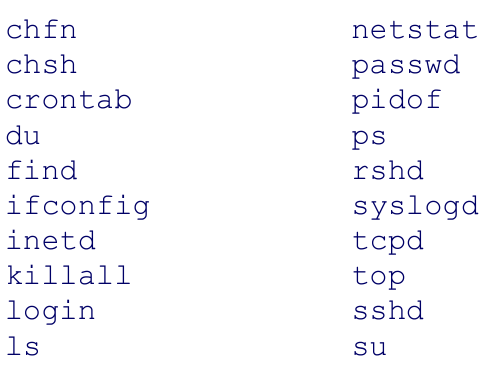 chfn netstat
chsh passwd
crontab pidof
du ps
find rshd
ifconfig syslogd
inetd tcpd
killall top
login sshd
ls su